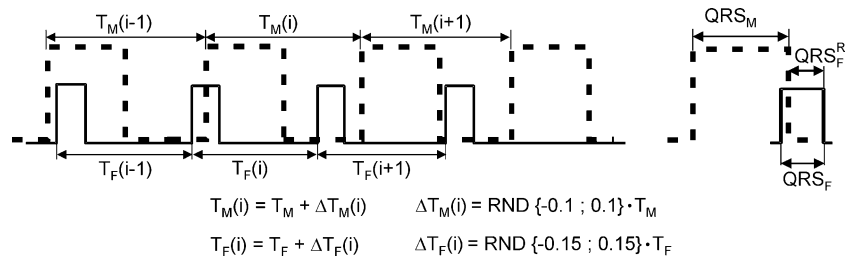 T_M(i-1) T_M(i) T_M(i+1) QRS_M
QRS_F^R
T_F(i-1) T_F(i) T_F(i+1) QRS_F
T_M(i) = T_M + ΔT_M(i) ΔT_M(i) = RND {-0.1 ; 0.1}·T_M
T_F(i) = T_F + ΔT_F(i) ΔT_F(i) = RND {-0.15 ; 0.15}·T_F